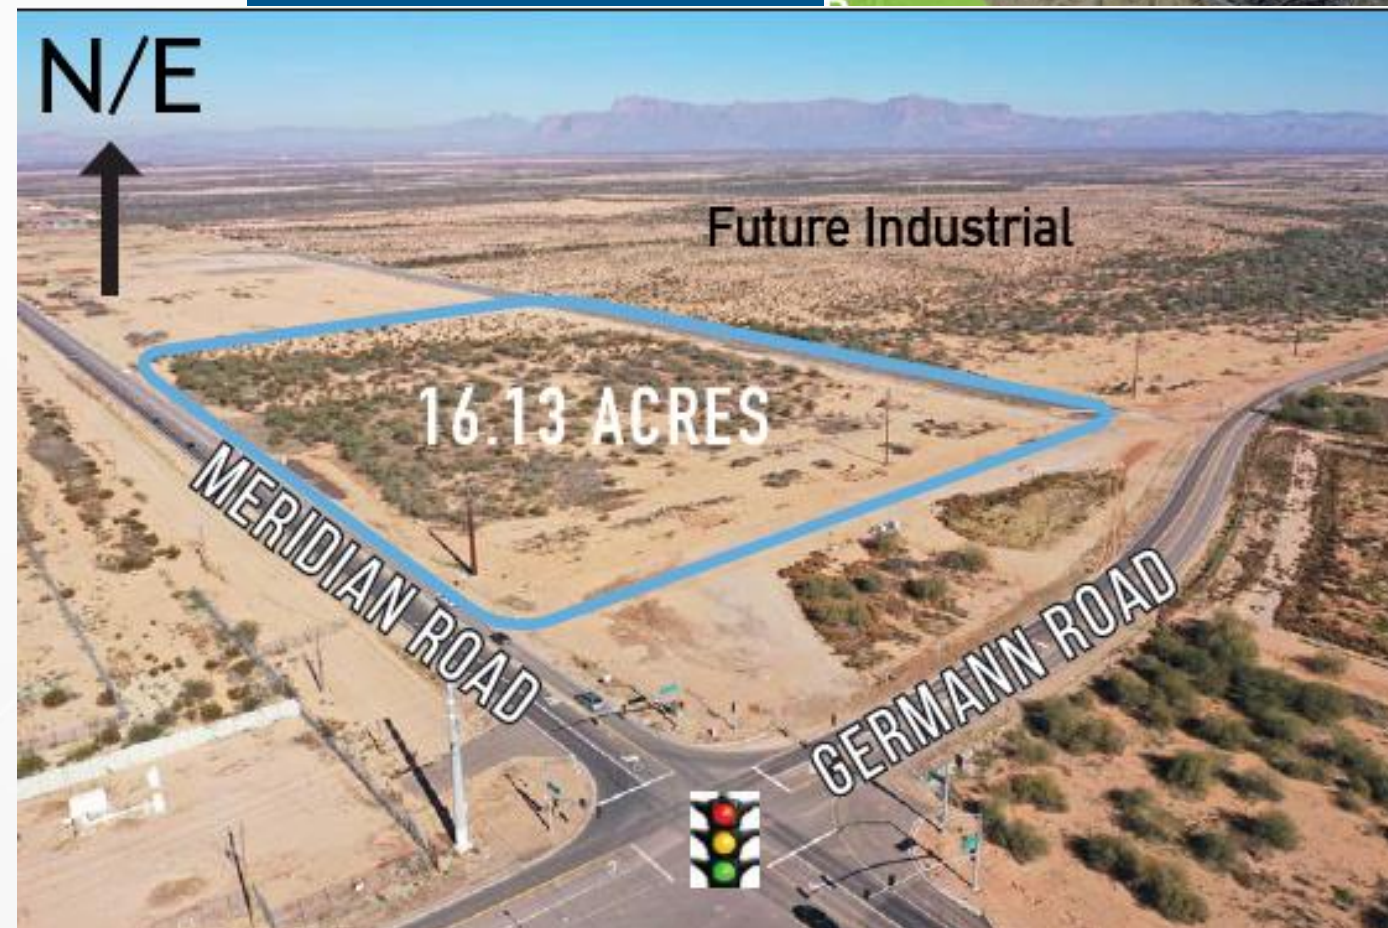 N/E
Future Industrial
16.13 ACRES
MERIDIAN ROAD
GERMANN ROAD